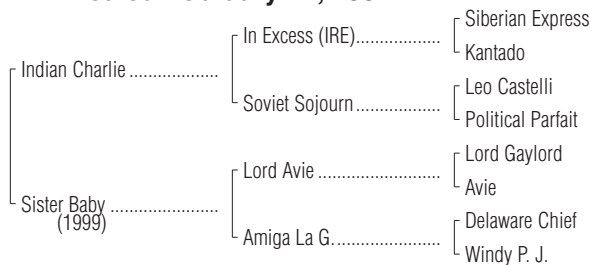 Siberian Express
In Excess (IRE)....................
Kantado
Indian Charlie .....................
Leo Castelli
Soviet Sojourn ....................
Political Parfait
Lord Gaylord
Lord Avie ............................
Avie
Sister Baby .........................
(1999)
Delaware Chief
Amiga La G.........................
Windy P. J.